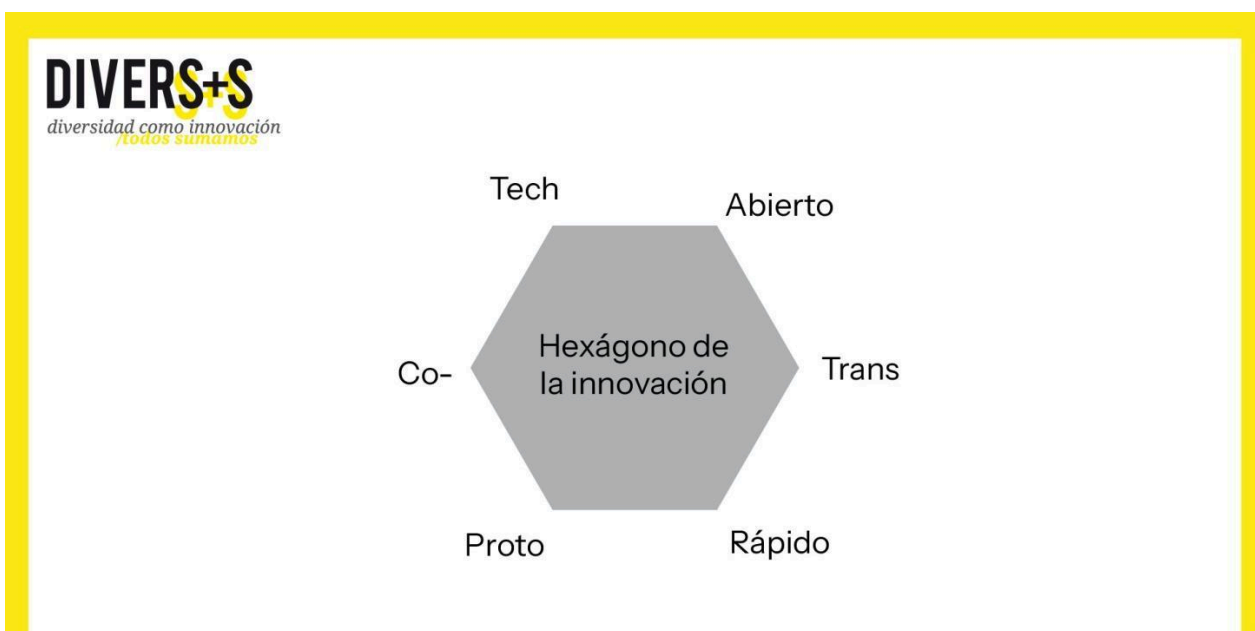 DIVERS+S
diversidad como innovación
/todos sumamos
Tech
Abierto
Hexágono de
la innovación
Co-
Trans
Proto
Rápido